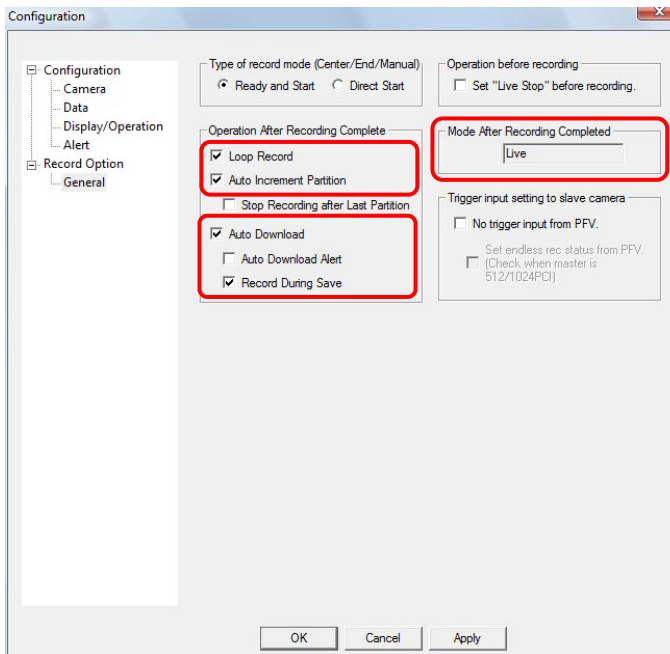 Configuration
Configuration
Camera
Data
Display/Operation
Alert
Record Option
General
Type of record mode (Center/End/Manual)
Ready and Start Direct Start
Operation before recording
Set "Live Stop" before recording.
Operation After Recording Complete
Loop Record
Auto Increment Partition
Stop Recording after Last Partition
Auto Download
Auto Download Alert
Record During Save
Mode After Recording Completed
Live
Trigger input setting to slave camera
No trigger input from PFV.
Set endless rec status from PFV.
(Check when master is
512/1024PCI)
OK Cancel Apply